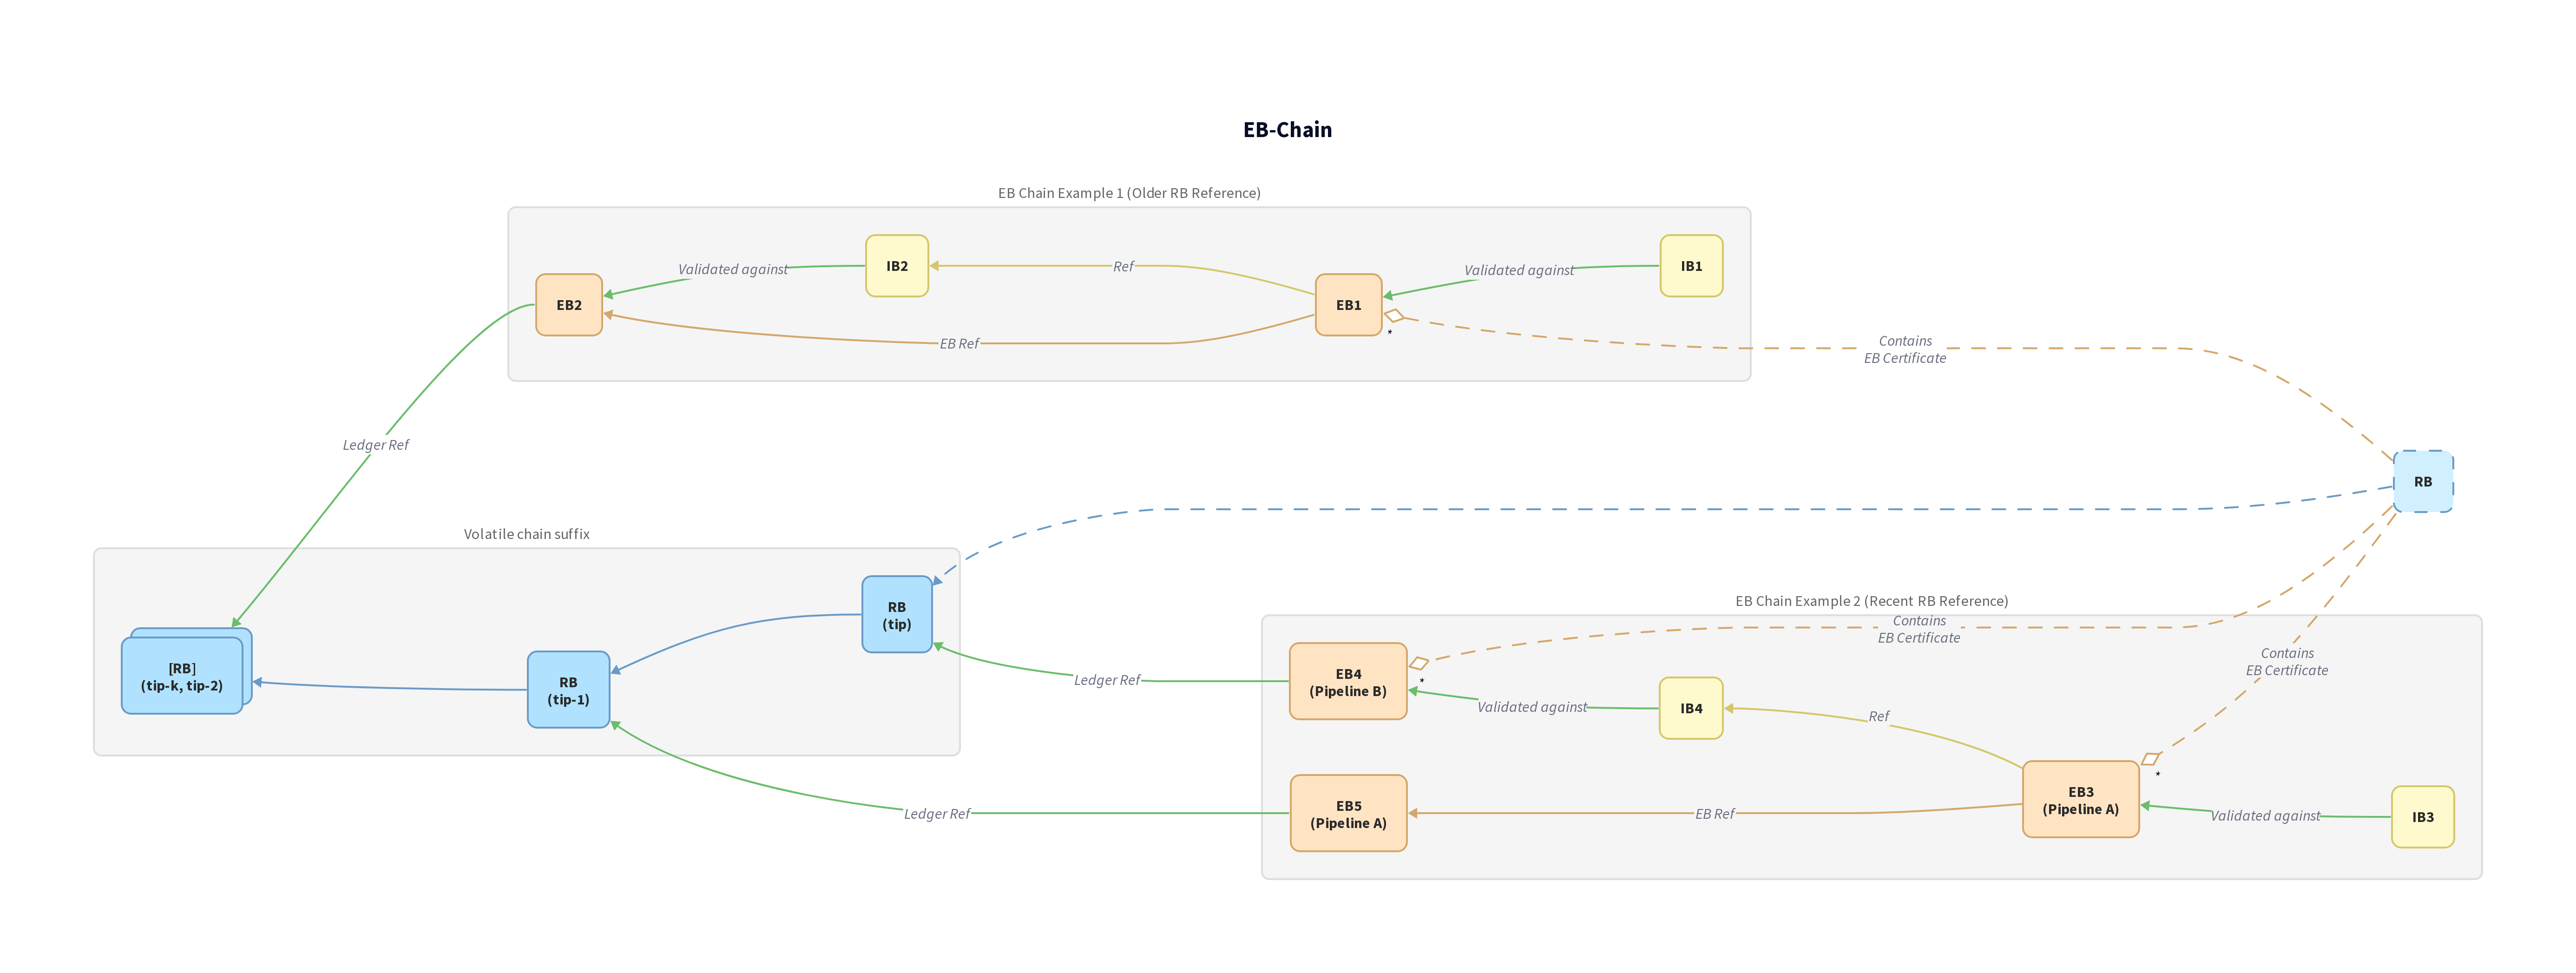 EB-Chain
EB Chain Example 1 (Older RB Reference)
Validated against
IB2
Ref
Validated against
IB1
EB2
EB1
EB Ref
*
Contains
EB Certificate
Ledger Ref
RB
Volatile chain suffix
RB
(tip)
[RB]
(tip-k, tip-2)
RB
(tip-1)
EB Chain Example 2 (Recent RB Reference)
Contains
EB Certificate
Contains
EB Certificate
Ledger Ref
EB4
(Pipeline B)
*
Validated against
IB4
Ref
*
Ledger Ref
EB5
(Pipeline A)
EB Ref
EB3
(Pipeline A)
Validated against
IB3